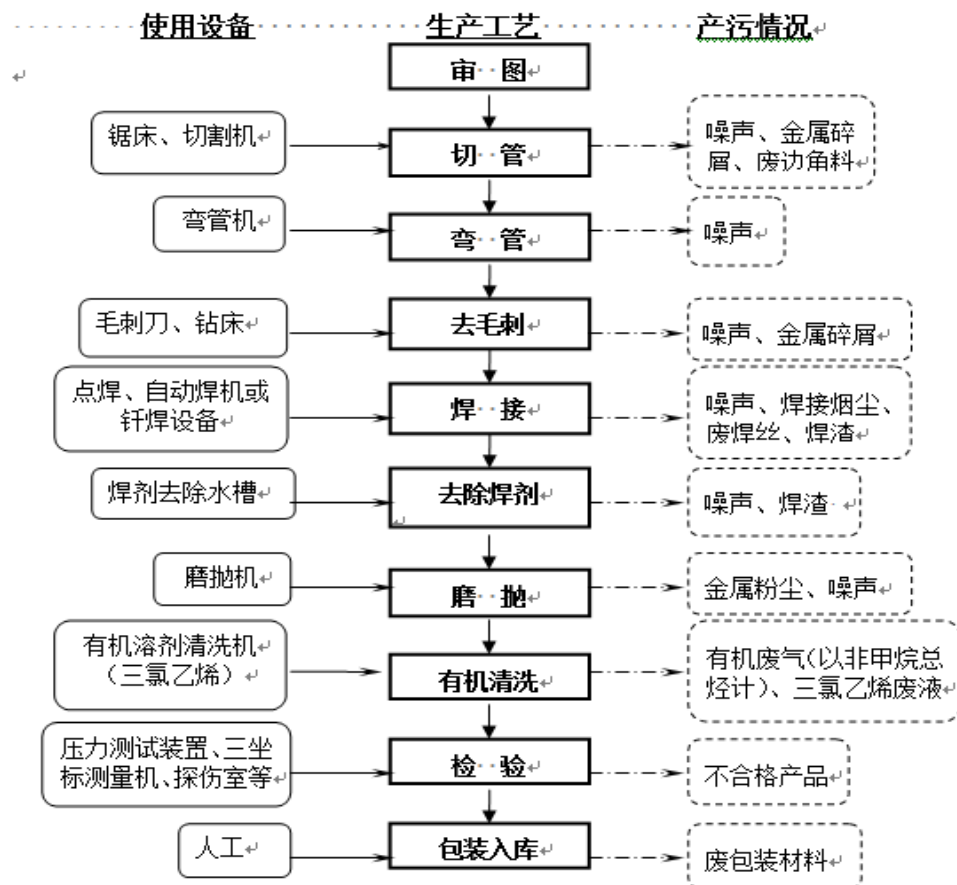 使用设备 生产工艺 产污情况
审 图
锯床、切割机
切 管
噪声、金属碎
屑、废边角料
弯管机
弯 管
噪声
毛刺刀、钻床
去毛刺
噪声、金属碎屑
点焊、自动焊机或
钎焊设备
焊 接
噪声、焊接烟尘、
废焊丝、焊渣
焊剂去除水槽
去除焊剂
噪声、焊渣
磨抛机
磨 抛
金属粉尘、噪声
有机溶剂清洗机
（三氯乙烯）
有机清洗
有机废气（以非甲烷总
烃计）、三氯乙烯废液
压力测试装置、三坐
标测量机、探伤室等
检 验
不合格产品
人工
包装入库
废包装材料